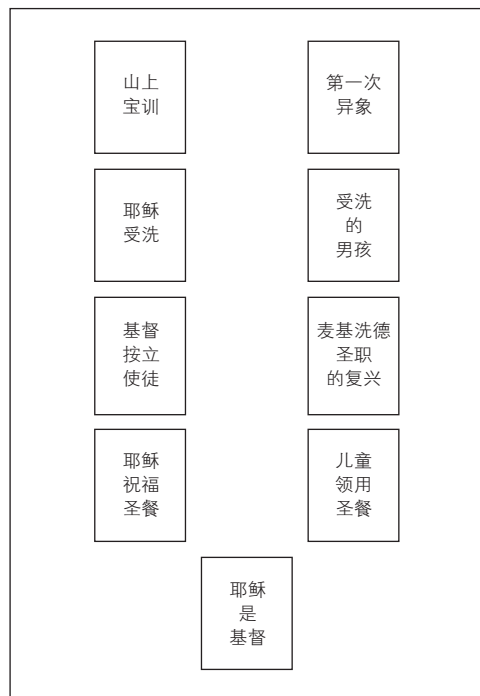 山上
宝训
第一次
异象
耶稣
受洗
受洗
的
男孩
基督
按立
使徒
麦基洗德
圣职
的复兴
耶稣
祝福
圣餐
儿童
领用
圣餐
耶稣
是
基督